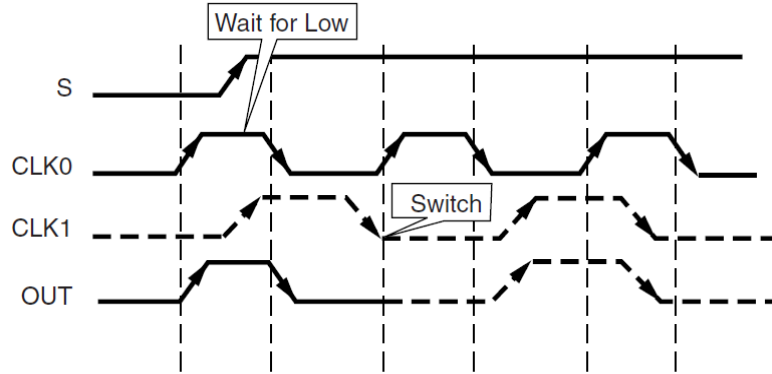 Wait for Low
S
CLK0
CLK1
Switch
OUT